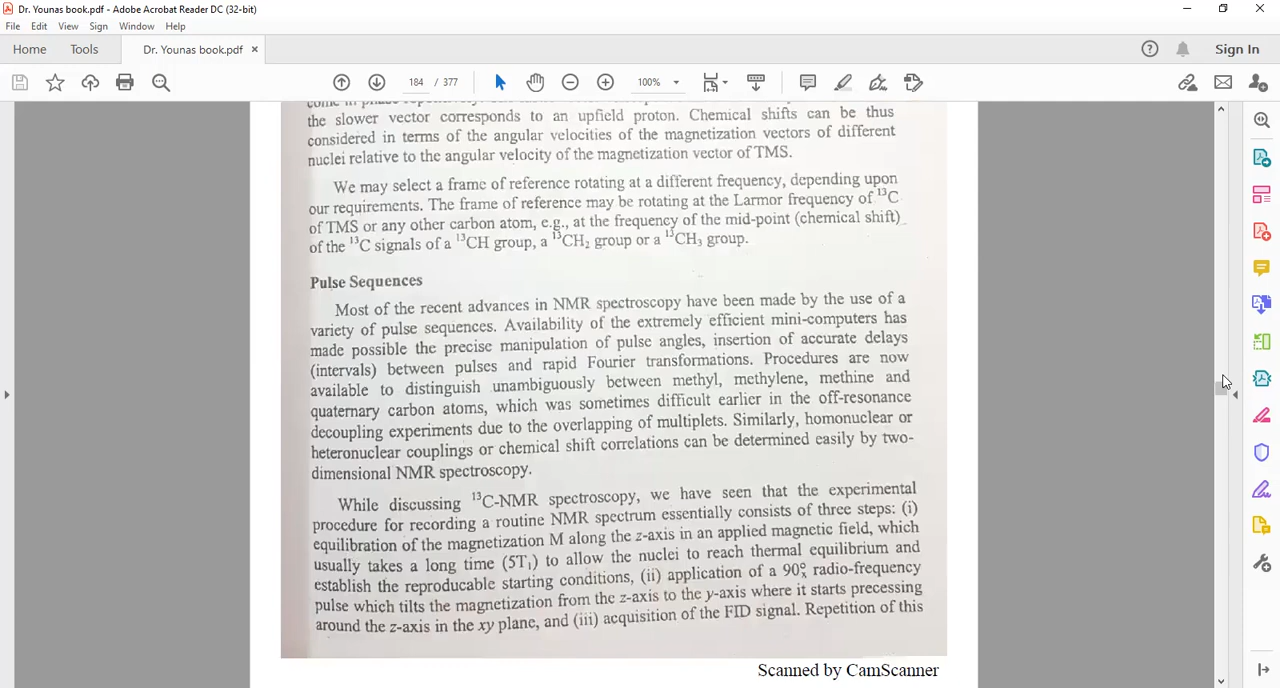 Dr. Younas book.pdf - Adobe Acrobat Reader DC (32-bit)
File Edit View Sign Window Help
Home Tools Dr. Younas book.pdf × Sign In
184 / 377 100%
the slower vector corresponds to an upfield proton. Chemical shifts can be thus
considered in terms of the angular velocities of the magnetization vectors of different
nuclei relative to the angular velocity of the magnetization vector of TMS.
We may select a frame of reference rotating at a different frequency, depending upon
our requirements. The frame of reference may be rotating at the Larmor frequency of ¹³C
of TMS or any other carbon atom, e.g., at the frequency of the mid-point (chemical shift)
of the ¹³C signals of a ¹³CH group, a ¹³CH₂ group or a ¹³CH₃ group.
Pulse Sequences
Most of the recent advances in NMR spectroscopy have been made by the use of a
variety of pulse sequences. Availability of the extremely efficient mini-computers has
made possible the precise manipulation of pulse angles, insertion of accurate delays
(intervals) between pulses and rapid Fourier transformations. Procedures are now
available to distinguish unambiguously between methyl, methylene, methine and
quaternary carbon atoms, which was sometimes difficult earlier in the off-resonance
decoupling experiments due to the overlapping of multiplets. Similarly, homonuclear or
heteronuclear couplings or chemical shift correlations can be determined easily by two-
dimensional NMR spectroscopy.
While discussing ¹³C-NMR spectroscopy, we have seen that the experimental
procedure for recording a routine NMR spectrum essentially consists of three steps: (i)
equilibration of the magnetization M along the z-axis in an applied magnetic field, which
usually takes a long time (5T₁) to allow the nuclei to reach thermal equilibrium and
establish the reproducable starting conditions, (ii) application of a 90°ₓ radio-frequency
pulse which tilts the magnetization from the z-axis to the y-axis where it starts precessing
around the z-axis in the xy plane, and (iii) acquisition of the FID signal. Repetition of this
Scanned by CamScanner